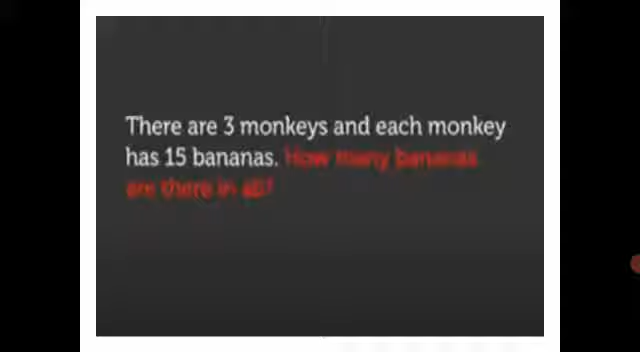 There are 3 monkeys and each monkey
has 15 bananas. How many bananas
are there in all?